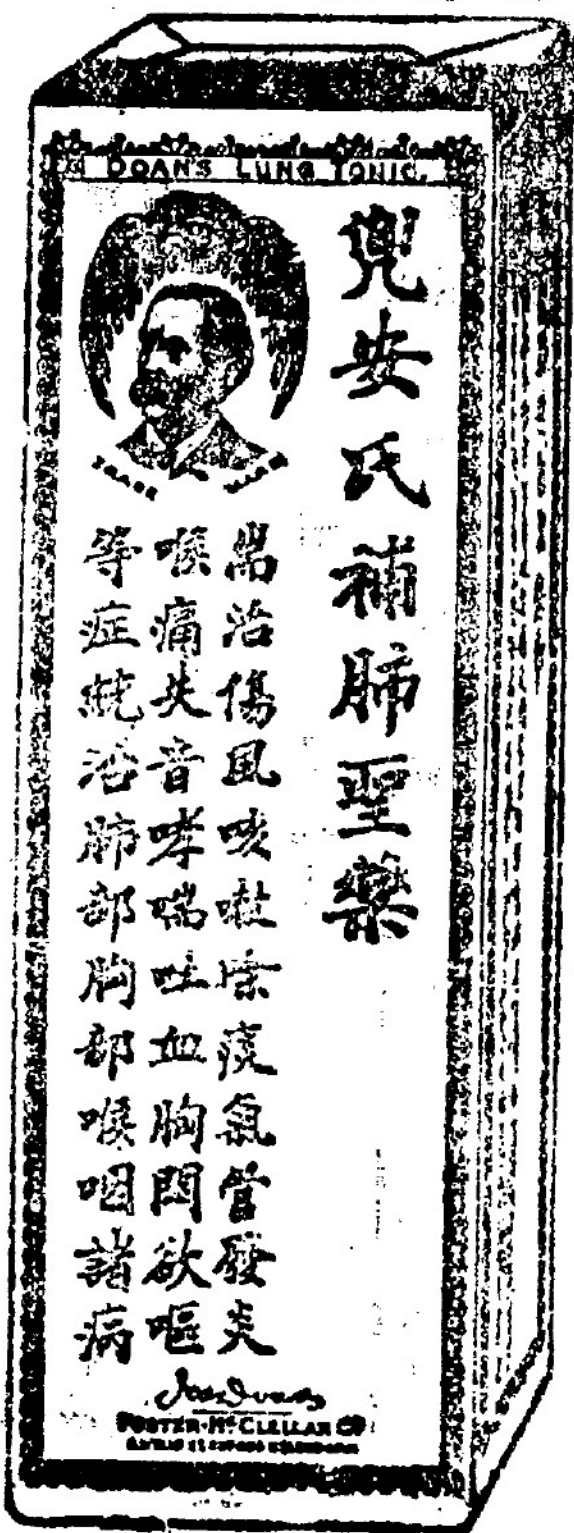 DOAN'S LUNG TONIC.
兜安氏補肺聖藥
TRADE MARK
耑治傷風咳嗽痰氣管發炎
喉痛失音哮喘吐血胸悶欲嘔
等症統治肺部胸部喉咽諸病
FOSTER-McCLELLAN CO